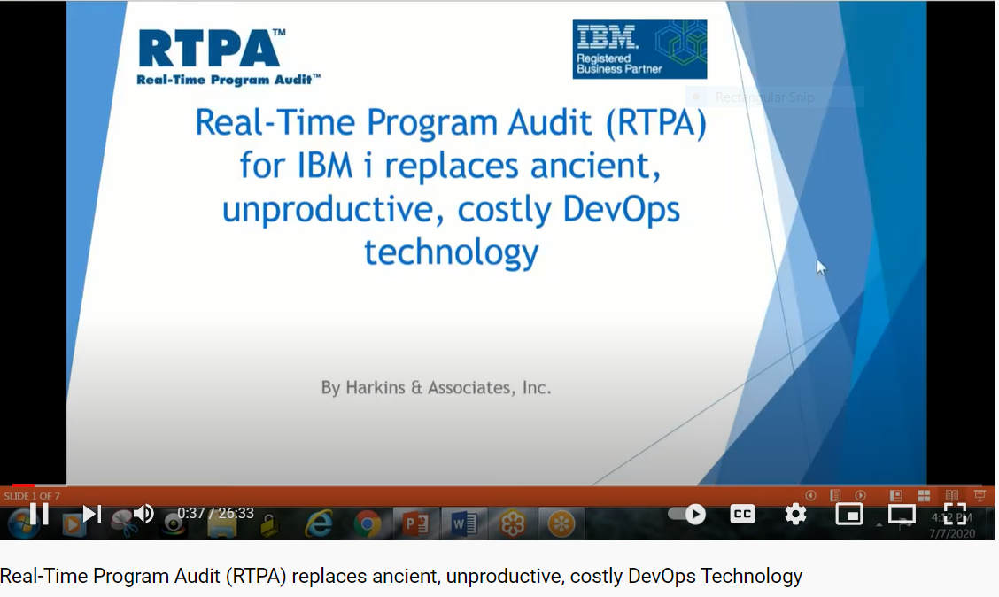 RTPA™
Real-Time Program Audit™
IBM®
Registered
Business Partner
Rectangular Snip
Real-Time Program Audit (RTPA)
for IBM i replaces ancient,
unproductive, costly DevOps
technology
By Harkins & Associates, Inc.
SLIDE 1 OF 7
0:37 / 26:33
CC
4:12 PM
7/7/2020
Real-Time Program Audit (RTPA) replaces ancient, unproductive, costly DevOps Technology